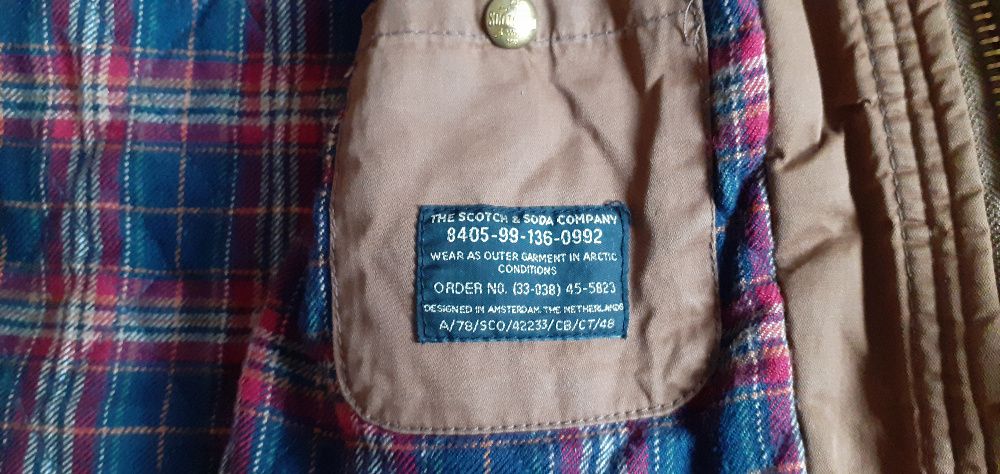 THE SCOTCH & SODA COMPANY
8405-99-136-0992
WEAR AS OUTER GARMENT IN ARCTIC
CONDITIONS
ORDER NO. (33-038) 45-5823
DESIGNED IN AMSTERDAM, THE NETHERLANDS
A/78/SCO/42233/CB/CT/48